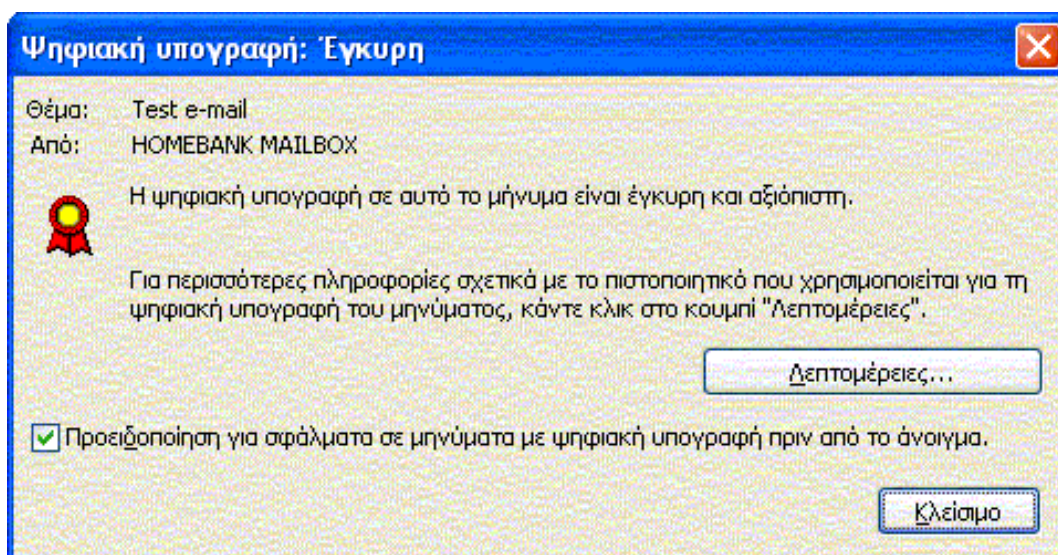 Ψηφιακή υπογραφή: Έγκυρη
Θέμα: Test e-mail
Από: HOMEBANK MAILBOX
Η ψηφιακή υπογραφή σε αυτό το μήνυμα είναι έγκυρη και αξιόπιστη.
Για περισσότερες πληροφορίες σχετικά με το πιστοποιητικό που χρησιμοποιείται για τη
ψηφιακή υπογραφή του μηνύματος, κάντε κλικ στο κουμπί "Λεπτομέρειες".
Λεπτομέρειες...
Προειδοποίηση για σφάλματα σε μηνύματα με ψηφιακή υπογραφή πριν από το άνοιγμα.
Κλείσιμο